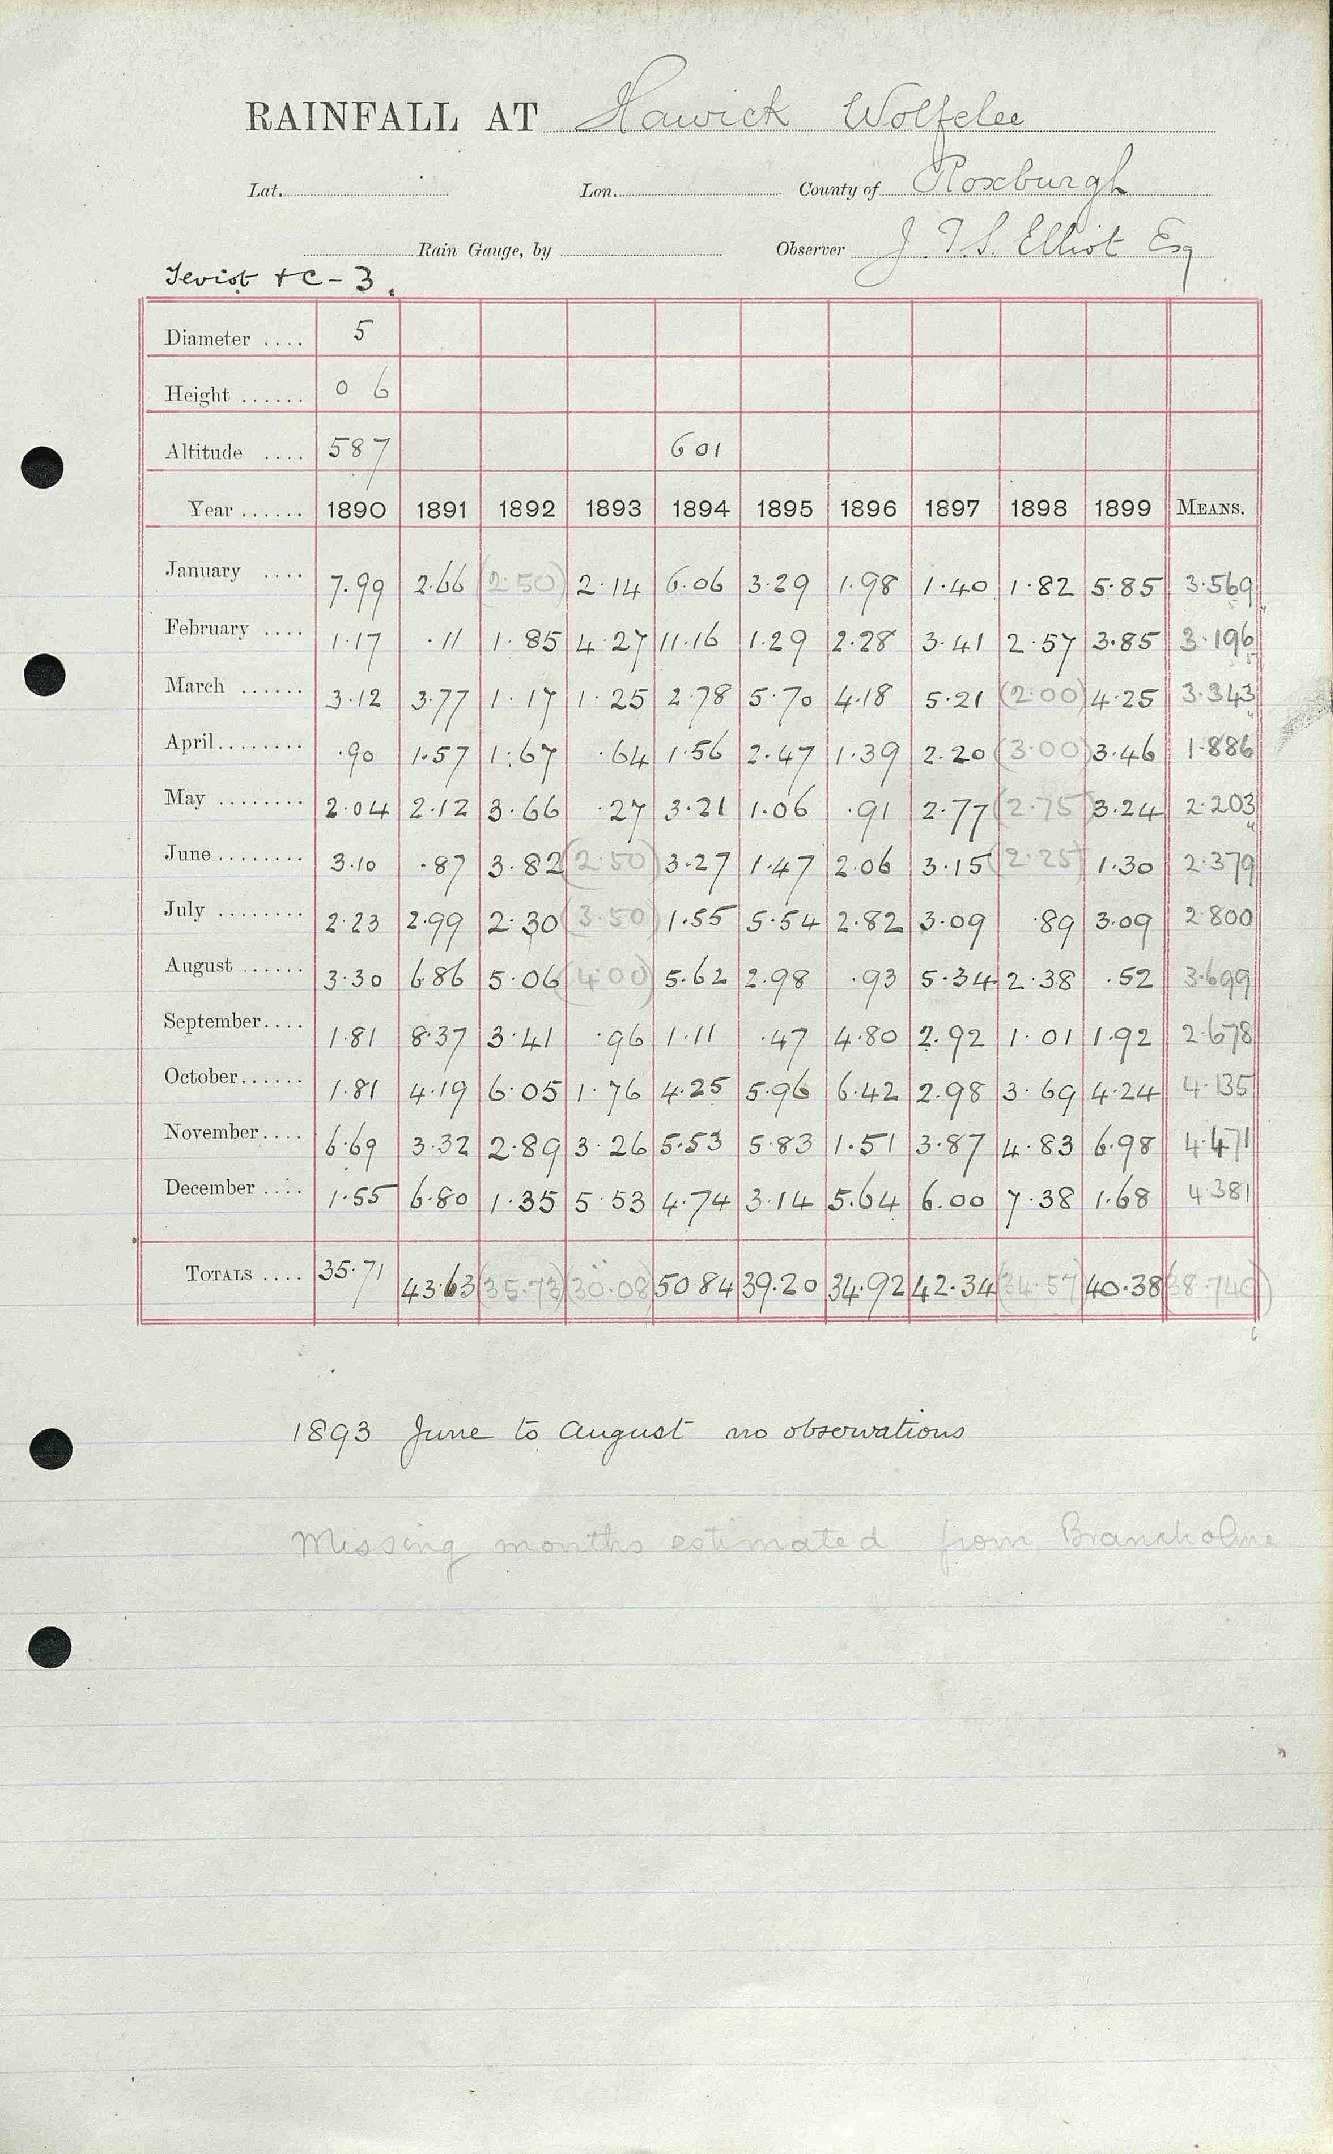 RAINFALL AT Hawick Wolfelee
Lat. Lon. County of Roxburgh
Rain Gauge, by Observer J. T. S. Elliot Esq
Teviot + C - 3.
Diameter .... 5
Height ...... 0 6
Altitude .... 587 601
Year ...... 1890 1891 1892 1893 1894 1895 1896 1897 1898 1899 MEANS.
January .... 7.99 2.66 (2.50) 2.14 6.06 3.29 1.98 1.40 1.82 5.85 3.569
February .... 1.17 .11 1.85 4.27 11.16 1.29 2.28 3.41 2.57 3.85 3.196
March ...... 3.12 3.77 1.17 1.25 2.78 5.70 4.18 5.21 (2.00) 4.25 3.343
April ........ .90 1.57 1.67 .64 1.56 2.47 1.39 2.20 (3.00) 3.46 1.886
May ........ 2.04 2.12 3.66 .27 3.21 1.06 .91 2.77 (2.75) 3.24 2.203
June ........ 3.10 .87 3.82 (2.50) 3.27 1.47 2.06 3.15 (2.25) 1.30 2.379
July ........ 2.23 2.99 2.30 (3.50) 1.55 5.54 2.82 3.09 .89 3.09 2.800
August ...... 3.30 6.86 5.06 (4.00) 5.62 2.98 .93 5.34 2.38 .52 3.699
September .... 1.81 8.37 3.41 .96 1.11 .47 4.80 2.92 1.01 1.92 2.678
October ...... 1.81 4.19 6.05 1.76 4.25 5.96 6.42 2.98 3.69 4.24 4.135
November .... 6.69 3.32 2.89 3.26 5.53 5.83 1.51 3.87 4.83 6.98 4.471
December .... 1.55 6.80 1.35 5.53 4.74 3.14 5.64 6.00 7.38 1.68 4.381
TOTALS .... 35.71 43.63 (35.73) (30.08) 50.84 39.20 34.92 42.34 (34.57) 40.38 (38.740)
1893 June to August no observations
Missing months estimated from Branxholme